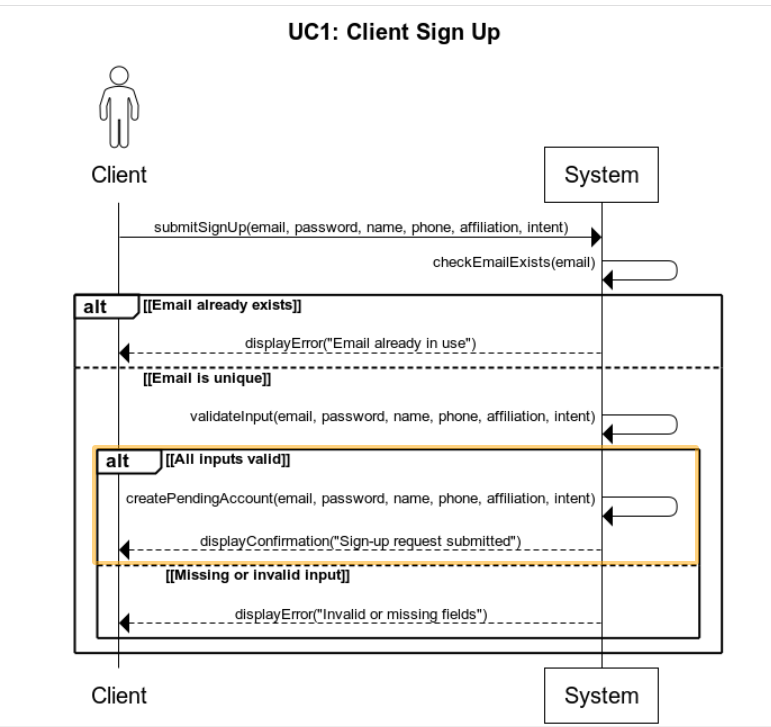 UC1: Client Sign Up
Client
System
submitSignUp(email, password, name, phone, affiliation, intent)
checkEmailExists(email)
alt [[Email already exists]]
displayError("Email already in use")
[[Email is unique]]
validateInput(email, password, name, phone, affiliation, intent)
alt [[All inputs valid]]
createPendingAccount(email, password, name, phone, affiliation, intent)
displayConfirmation("Sign-up request submitted")
[[Missing or invalid input]]
displayError("Invalid or missing fields")
Client
System